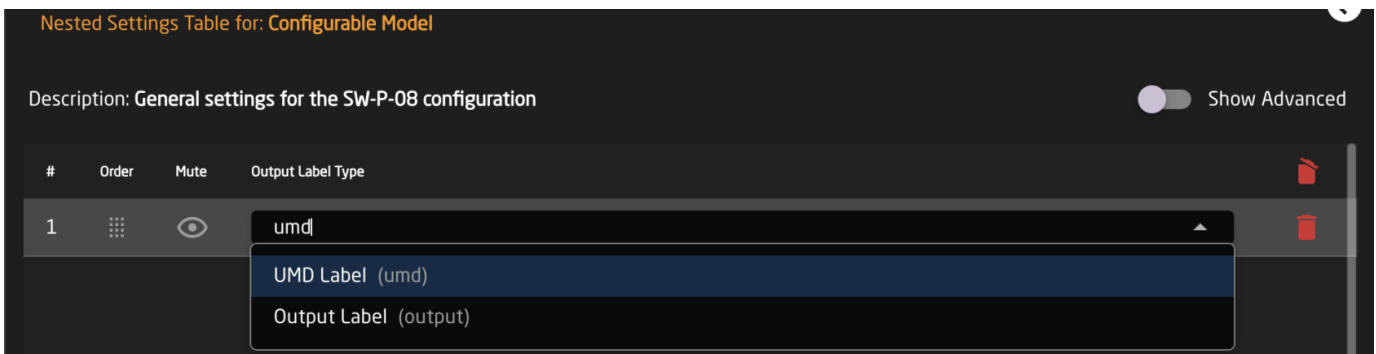 Nested Settings Table for: Configurable Model
Description: General settings for the SW-P-08 configuration
Show Advanced
# Order Mute Output Label Type
1 umd
UMD Label (umd)
Output Label (output)